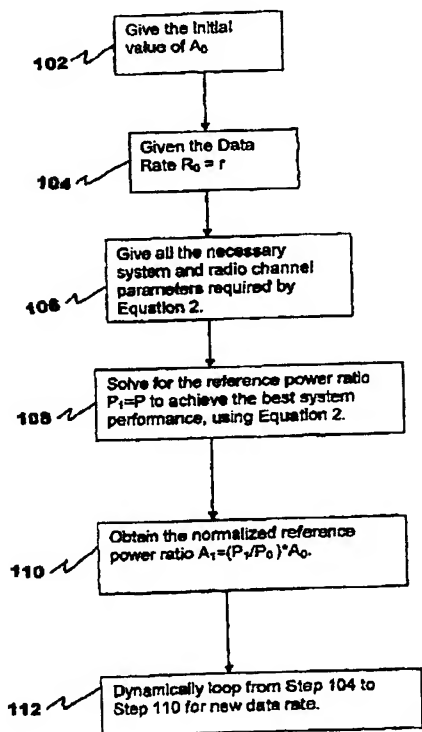 Give the Initial
value of A₀
102
Given the Data
Rate R₀ = r
104
Give all the necessary
system and radio channel
parameters required by
Equation 2.
106
Solve for the reference power ratio
P₁=P to achieve the best system
performance, using Equation 2.
108
Obtain the normalized reference
power ratio A₁=(P₁/P₀)*A₀.
110
Dynamically loop from Step 104 to
Step 110 for new data rate.
112